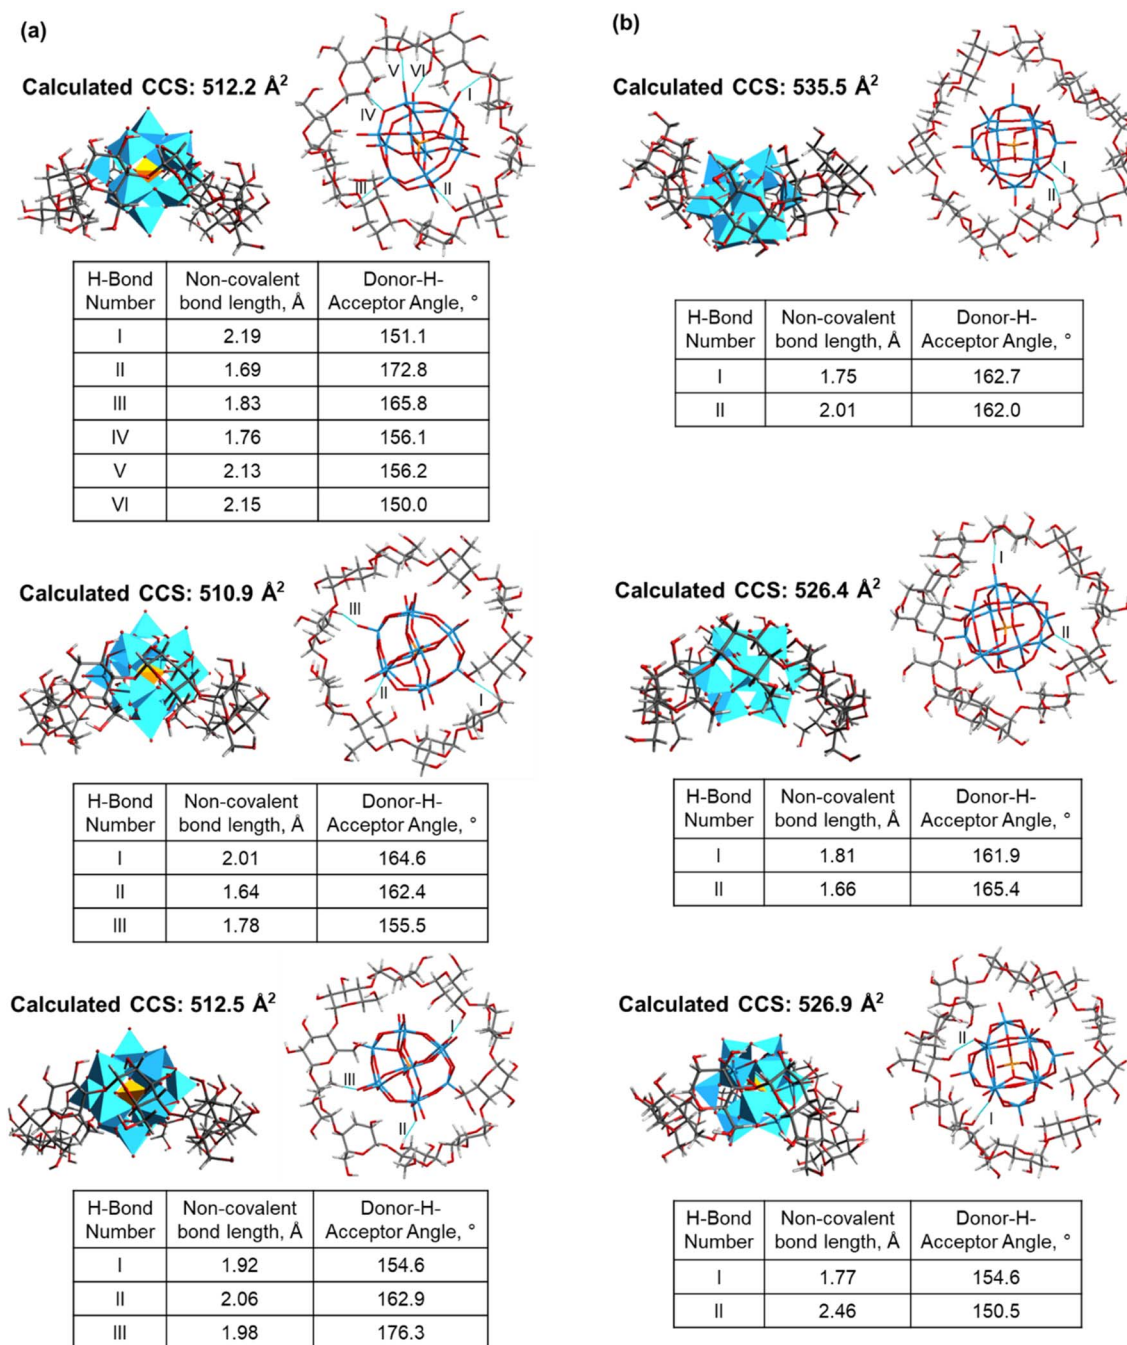 (a)
Calculated CCS: 512.2 Å²
V
VI
I
IV
III
II
H-Bond Number	Non-covalent bond length, Å	Donor-H-Acceptor Angle, °
I	2.19	151.1
II	1.69	172.8
III	1.83	165.8
IV	1.76	156.1
V	2.13	156.2
VI	2.15	150.0
Calculated CCS: 510.9 Å²
III
II
I
H-Bond Number	Non-covalent bond length, Å	Donor-H-Acceptor Angle, °
I	2.01	164.6
II	1.64	162.4
III	1.78	155.5
Calculated CCS: 512.5 Å²
I
III
II
H-Bond Number	Non-covalent bond length, Å	Donor-H-Acceptor Angle, °
I	1.92	154.6
II	2.06	162.9
III	1.98	176.3
(b)
Calculated CCS: 535.5 Å²
I
II
H-Bond Number	Non-covalent bond length, Å	Donor-H-Acceptor Angle, °
I	1.75	162.7
II	2.01	162.0
Calculated CCS: 526.4 Å²
I
II
H-Bond Number	Non-covalent bond length, Å	Donor-H-Acceptor Angle, °
I	1.81	161.9
II	1.66	165.4
Calculated CCS: 526.9 Å²
II
I
H-Bond Number	Non-covalent bond length, Å	Donor-H-Acceptor Angle, °
I	1.77	154.6
II	2.46	150.5